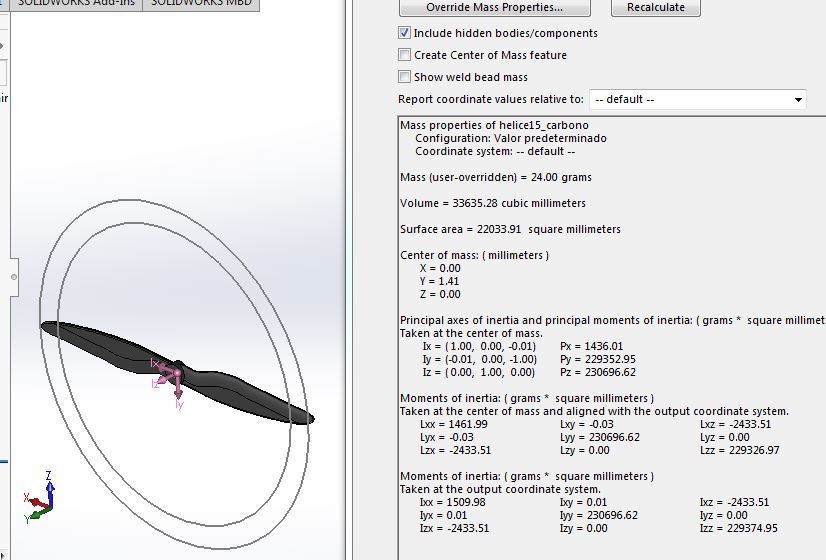 SOLIDWORKS Add-Ins SOLIDWORKS MBD
Override Mass Properties... Recalculate
Include hidden bodies/components
Create Center of Mass feature
Show weld bead mass
Report coordinate values relative to: -- default --
Mass properties of helice15_carbono
Configuration: Valor predeterminado
Coordinate system: -- default --
Mass (user-overridden) = 24.00 grams
Volume = 33635.28 cubic millimeters
Surface area = 22033.91 square millimeters
Center of mass: ( millimeters )
X = 0.00
Y = 1.41
Z = 0.00
Principal axes of inertia and principal moments of inertia: ( grams * square millimet
Taken at the center of mass.
Ix = ( 1.00, 0.00, -0.01) Px = 1436.01
Iy = (-0.01, 0.00, -1.00) Py = 229352.95
Iz = ( 0.00, 1.00, 0.00) Pz = 230696.62
Moments of inertia: ( grams * square millimeters )
Taken at the center of mass and aligned with the output coordinate system.
Lxx = 1461.99 Lxy = -0.03 Lxz = -2433.51
Lyx = -0.03 Lyy = 230696.62 Lyz = 0.00
Lzx = -2433.51 Lzy = 0.00 Lzz = 229326.97
Moments of inertia: ( grams * square millimeters )
Taken at the output coordinate system.
Ixx = 1509.98 Ixy = 0.01 Ixz = -2433.51
Iyx = 0.01 Iyy = 230696.62 Iyz = 0.00
Izx = -2433.51 Izy = 0.00 Izz = 229374.95
air
Ix
Iz
Iy
Z
X
Y